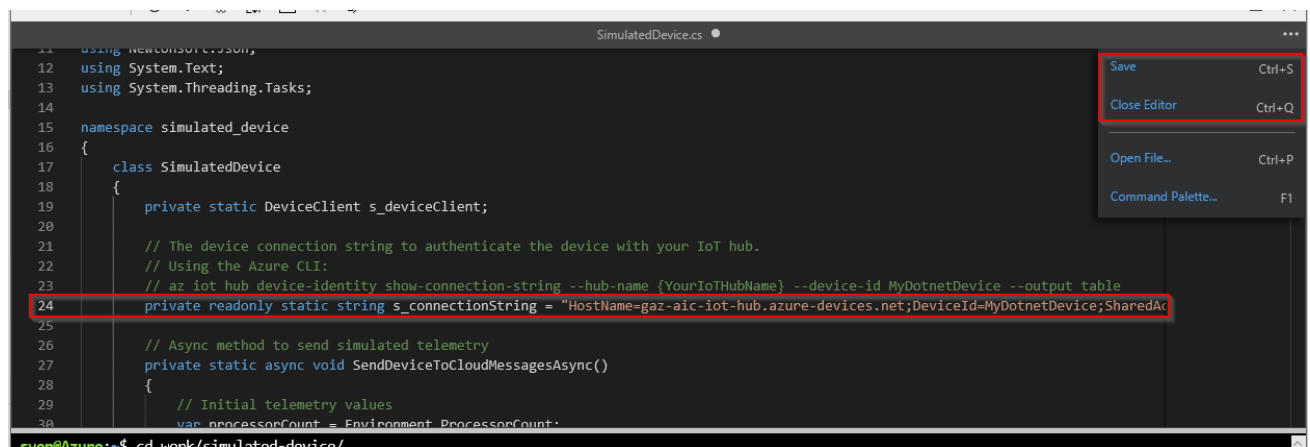 SimulatedDevice.cs
11 using Newtonsoft.Json;
12 using System.Text;
13 using System.Threading.Tasks;
14
15 namespace simulated_device
16 {
17 class SimulatedDevice
18 {
19 private static DeviceClient s_deviceClient;
20
21 // The device connection string to authenticate the device with your IoT hub.
22 // Using the Azure CLI:
23 // az iot hub device-identity show-connection-string --hub-name {YourIoTHubName} --device-id MyDotnetDevice --output table
24 private readonly static string s_connectionString = "HostName=gaz-aic-iot-hub.azure-devices.net;DeviceId=MyDotnetDevice;SharedAc
25
26 // Async method to send simulated telemetry
27 private static async void SendDeviceToCloudMessagesAsync()
28 {
29 // Initial telemetry values
30 var processorCount = Environment.ProcessorCount;
Save Ctrl+S
Close Editor Ctrl+Q
Open File... Ctrl+P
Command Palette... F1
sven@Azure:~$ cd work/simulated-device/